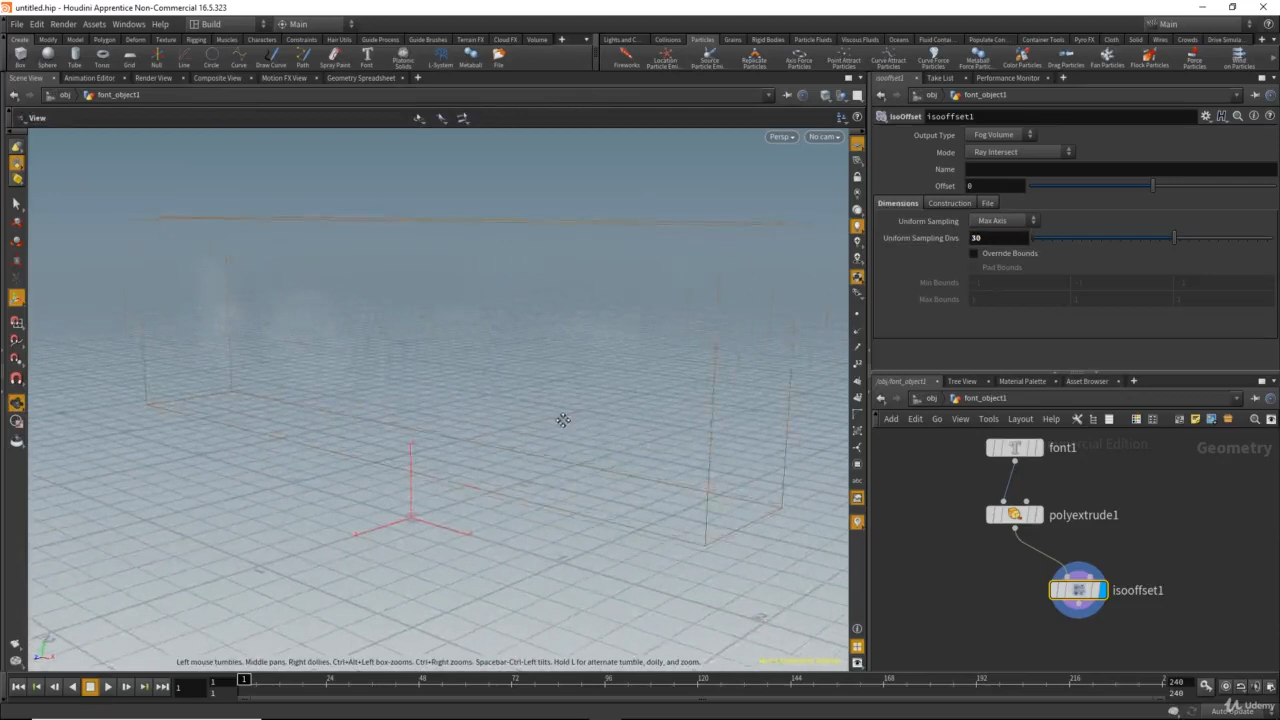 untitled.hip - Houdini Apprentice Non-Commercial 16.5.323
File Edit Render Assets Windows Help Build Main Main
Create Modify Model Polygon Deform Texture Rigging Muscles Characters Constraints Hair Utils Guide Process Guide Brushes Terrain FX Cloud FX Volume
Lights and C... Collisions Particles Grains Rigid Bodies Particle Fluids Viscous Fluids Oceans Fluid Contai... Populate Con... Container Tools Pyro FX Cloth Solid Wires Crowds Drive Simula...
Box Sphere Tube Torus Grid Null Line Circle Curve Draw Curve Path Spray Paint Font Platonic Solids L-System Metaball File
Fireworks Location Particle Emi... Source Particle Emi... Replicate Particles Axis Force Particles Point Attract Particles Curve Attract Particles Curve Force Particles Metaball Force Partic... Color Particles Drag Particles Fan Particles Flock Particles Force Particles Wind on Particles
Scene View Animation Editor Render View Composite View Motion FX View Geometry Spreadsheet
isooffset1 Take List Performance Monitor
obj font_object1
obj font_object1
View
IsoOffset isooffset1
Persp No cam
Output Type Fog Volume
Mode Ray Intersect
Name
Offset 0
Dimensions Construction File
Uniform Sampling Max Axis
Uniform Sampling Divs 30
Override Bounds
Pad Bounds
Min Bounds
Max Bounds
/obj/font_object1 Tree View Material Palette Asset Browser
obj font_object1
Add Edit Go View Tools Layout Help
font1
Geometry
polyextrude1
isooffset1
Left mouse tumbles. Middle pans. Right dollies. Ctrl+Alt+Left box-zooms. Ctrl+Right zooms. Spacebar-Ctrl-Left tilts. Hold L for alternate tumble, dolly, and zoom.
1 1 1 1 24 48 72 96 120 144 168 192 216 240 240
Auto Update
Udemy